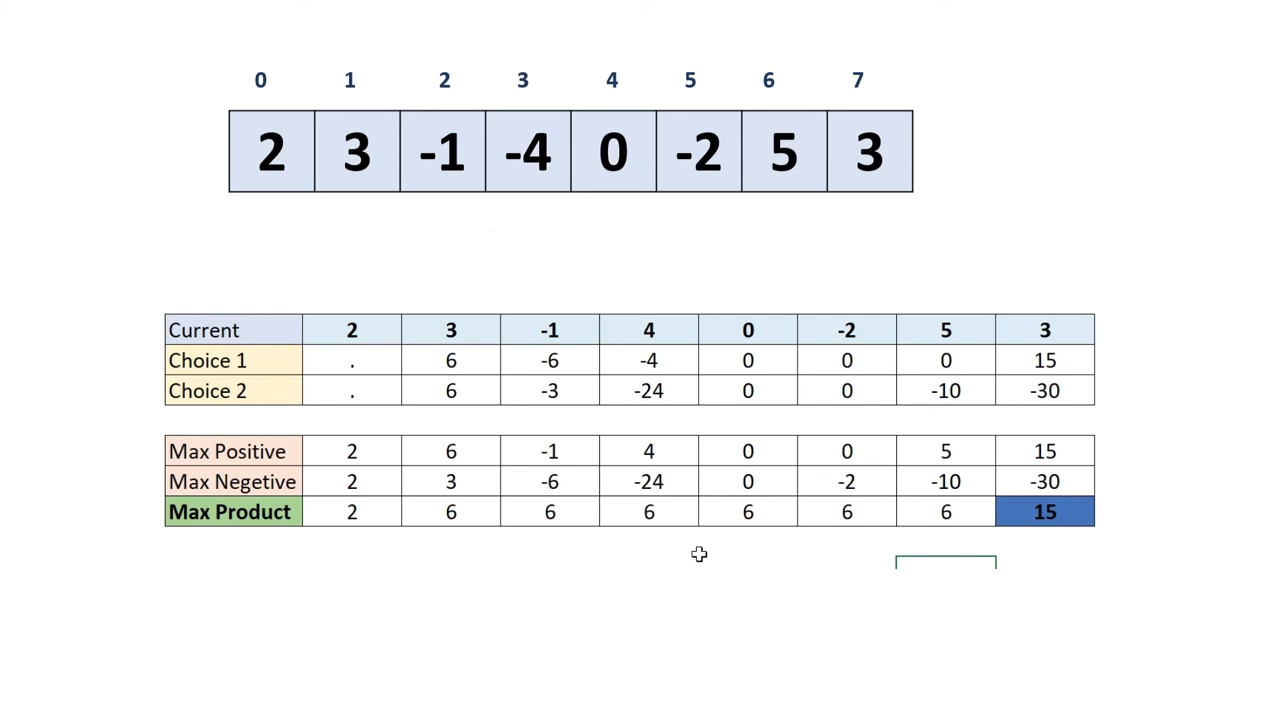 0 1 2 3 4 5 6 7
2 3 -1 -4 0 -2 5 3
Current 2 3 -1 4 0 -2 5 3
Choice 1 . 6 -6 -4 0 0 0 15
Choice 2 . 6 -3 -24 0 0 -10 -30
Max Positive 2 6 -1 4 0 0 5 15
Max Negetive 2 3 -6 -24 0 -2 -10 -30
Max Product 2 6 6 6 6 6 6 15